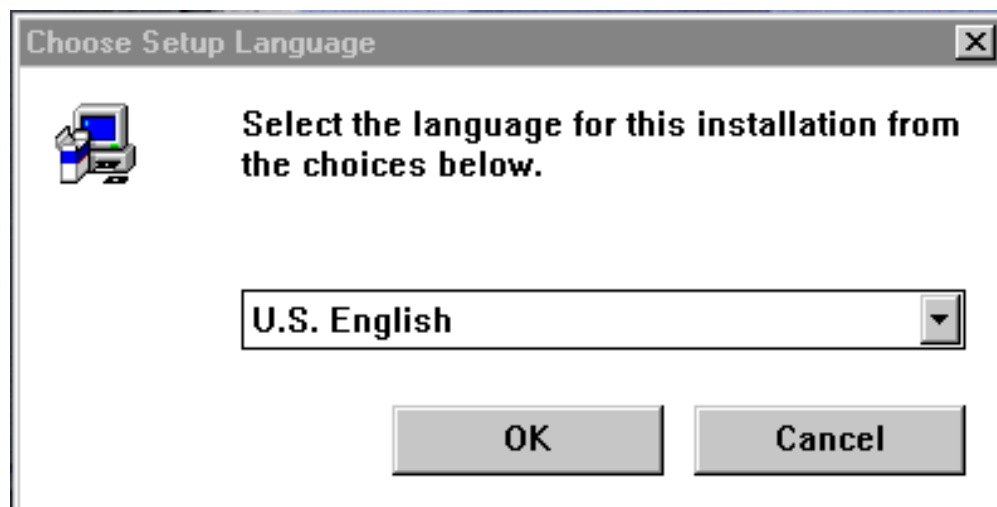 Choose Setup Language
Select the language for this installation from
the choices below.
U.S. English
OK
Cancel